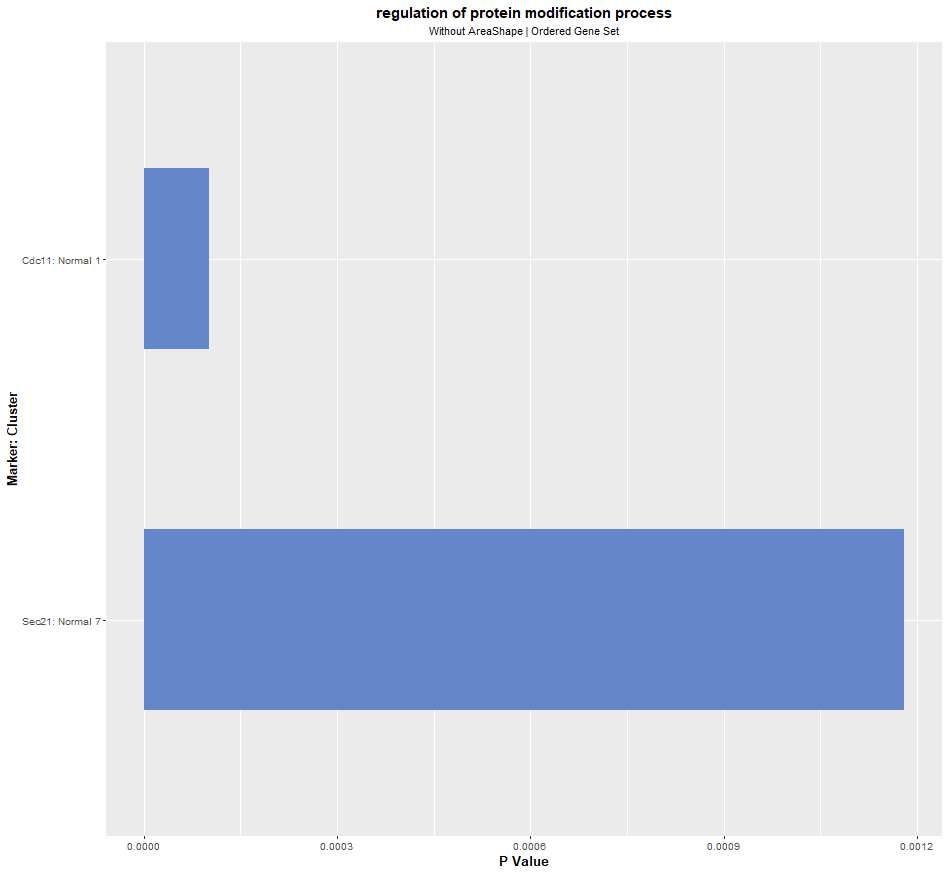 regulation of protein modification process
Without AreaShape | Ordered Gene Set
Marker: Cluster
Cdc11: Normal 1
Sec21: Normal 7
0.0000
0.0003
0.0006
0.0009
0.0012
P Value